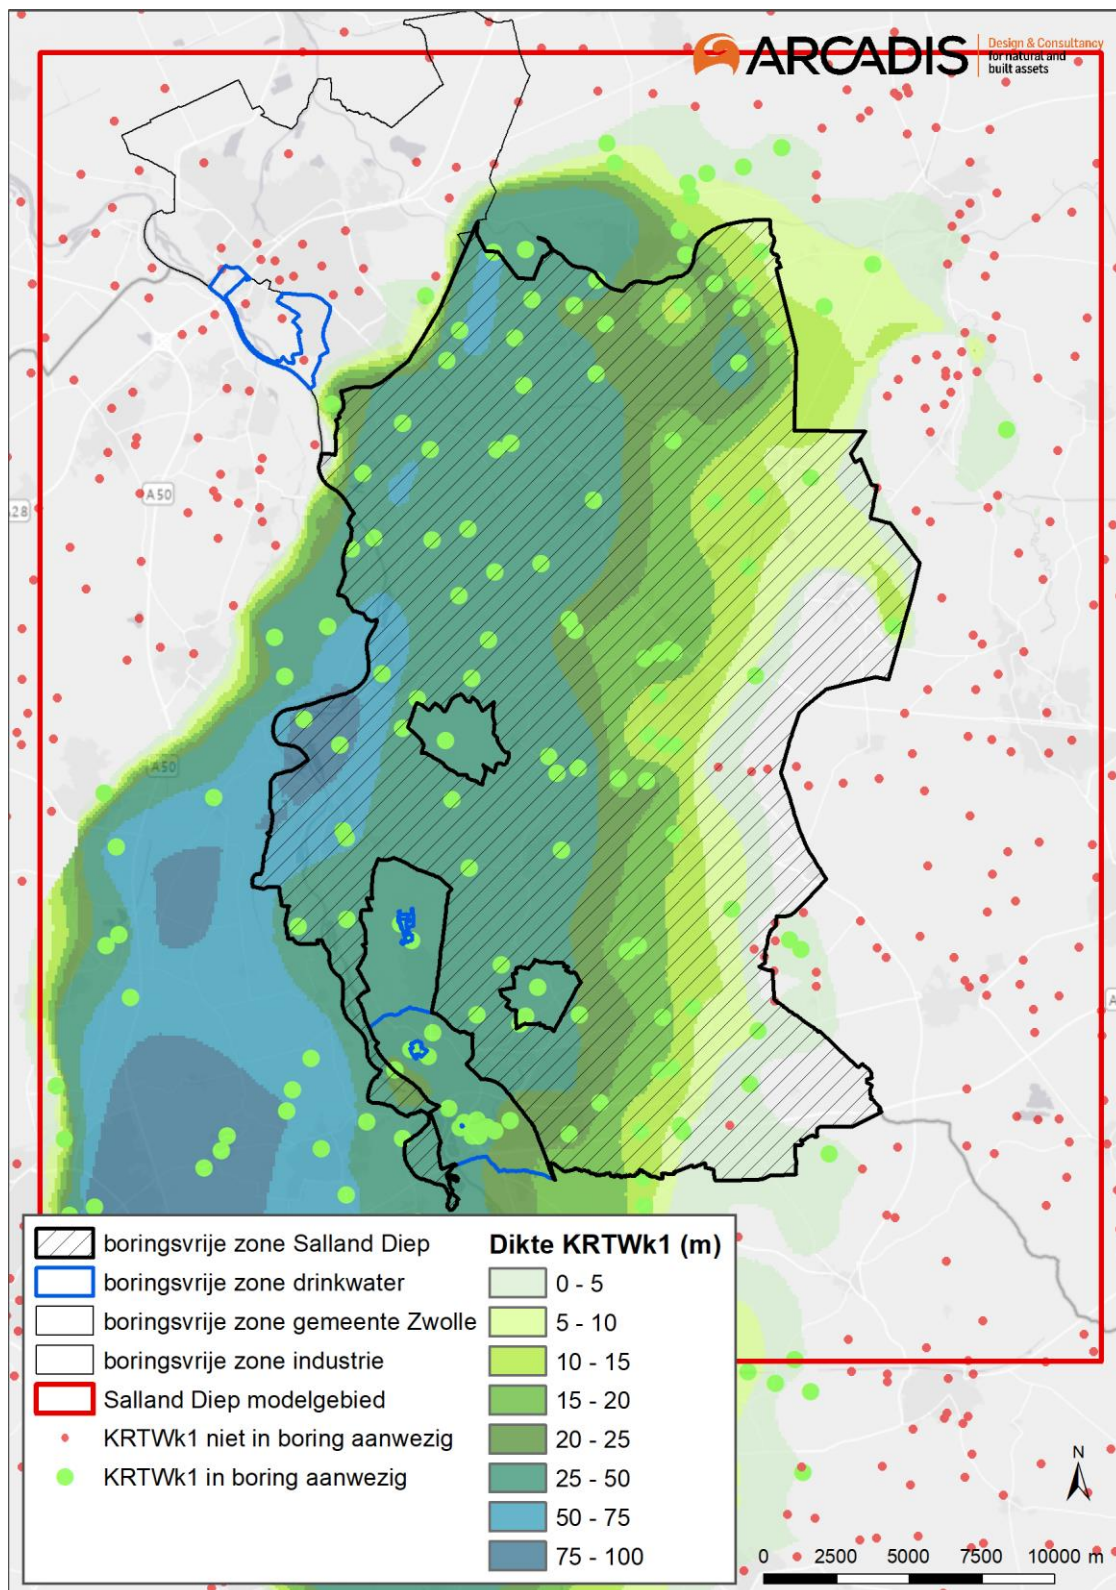 ARCADIS
Design & Consultancy
for natural and
built assets
A50
28
A50
A
boringsvrije zone Salland Diep
boringsvrije zone drinkwater
boringsvrije zone gemeente Zwolle
boringsvrije zone industrie
Salland Diep modelgebied
KRTWk1 niet in boring aanwezig
KRTWk1 in boring aanwezig
Dikte KRTWk1 (m)
0 - 5
5 - 10
10 - 15
15 - 20
20 - 25
25 - 50
50 - 75
75 - 100
N
0 2500 5000 7500 10000 m